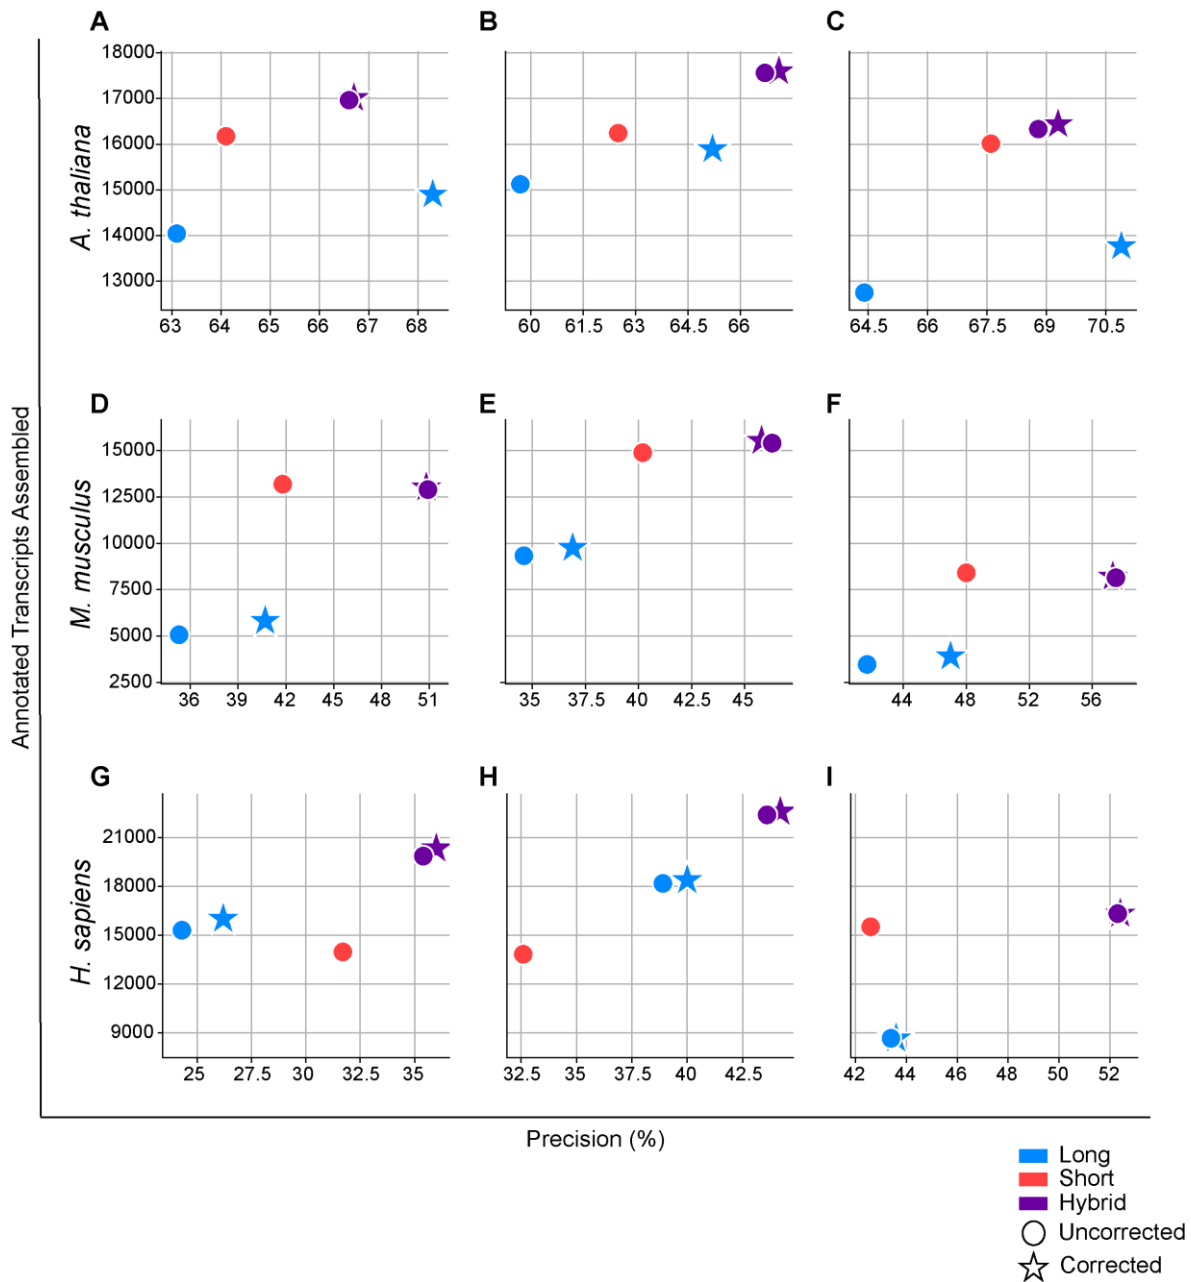 A
B
C
18000
17000
16000
15000
14000
13000
A. thaliana
63 64 65 66 67 68
60 61.5 63 64.5 66
64.5 66 67.5 69 70.5
D
E
F
15000
12500
10000
7500
5000
2500
M. musculus
Annotated Transcripts Assembled
36 39 42 45 48 51
35 37.5 40 42.5 45
44 48 52 56
G
H
I
21000
18000
15000
12000
9000
H. sapiens
25 27.5 30 32.5 35
32.5 35 37.5 40 42.5
42 44 46 48 50 52
Precision (%)
Long
Short
Hybrid
Uncorrected
Corrected